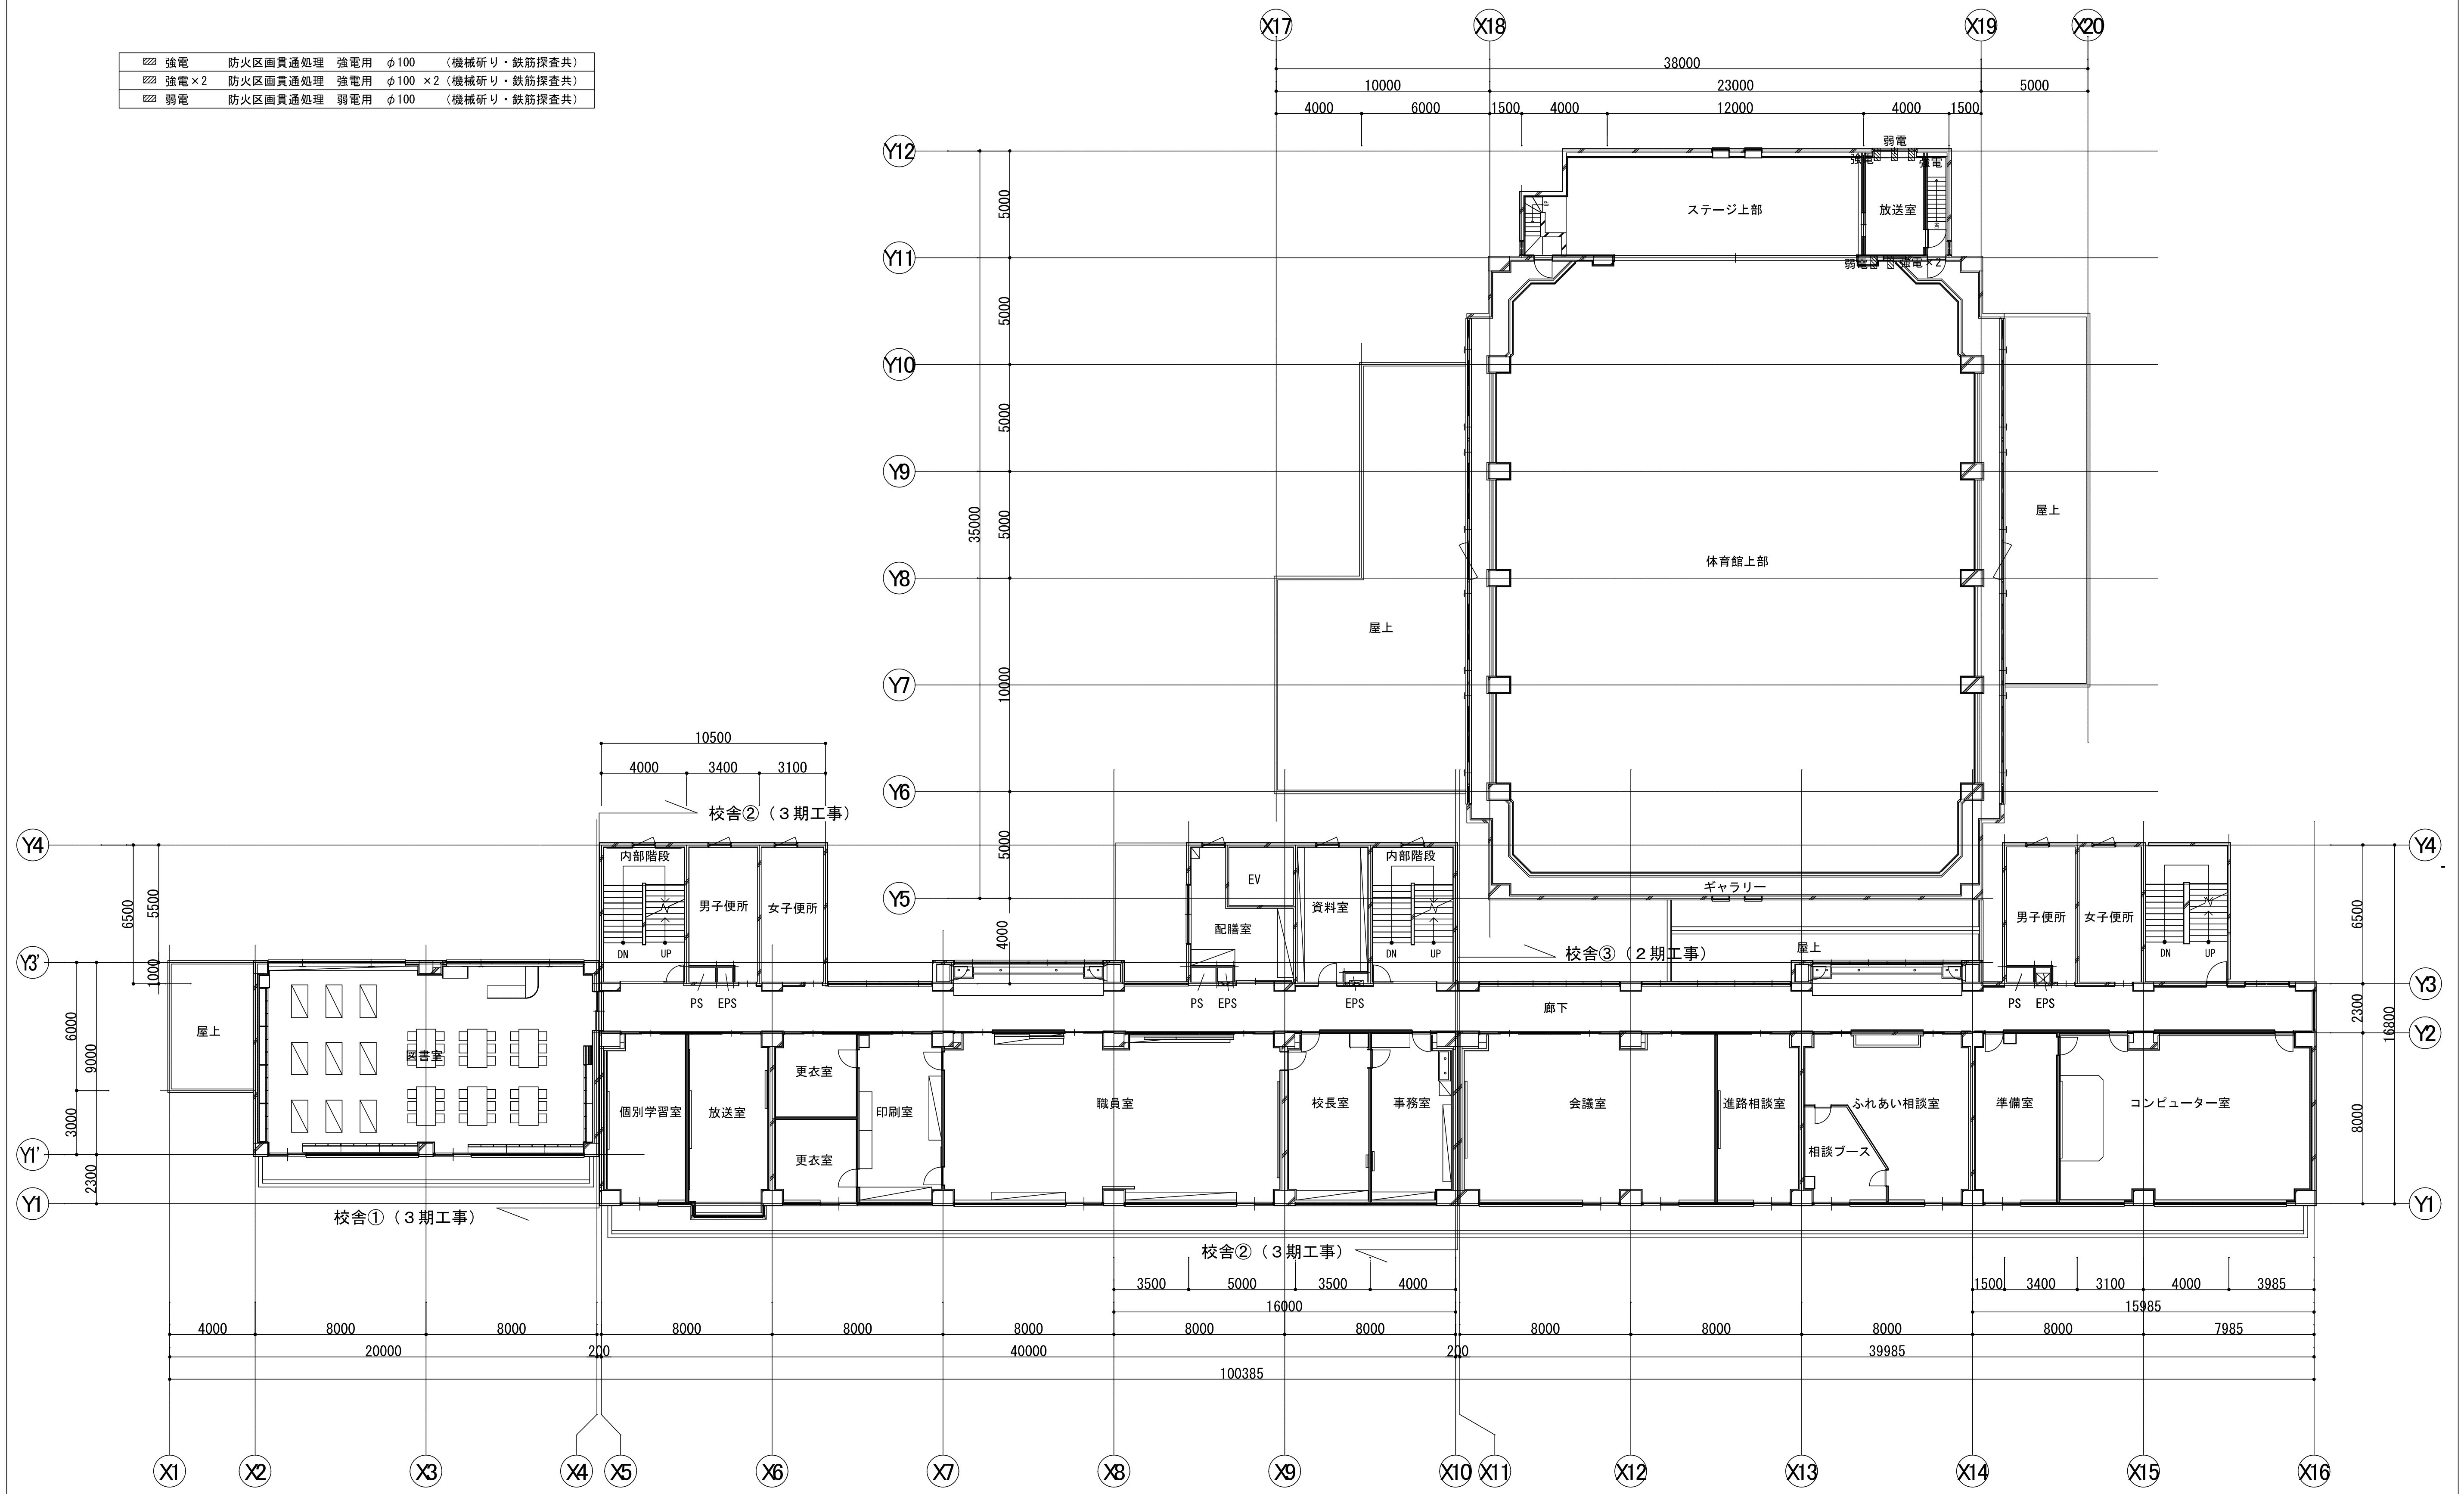 強電 防火区画貫通処理 強電用 φ100 （機械斫り・鉄筋探査共）
強電×2 防火区画貫通処理 強電用 φ100 ×2（機械斫り・鉄筋探査共）
弱電 防火区画貫通処理 弱電用 φ100 （機械斫り・鉄筋探査共）
X17 X18 X19 X20
38000
10000 23000 5000
4000 6000 1500 4000 12000 4000 1500
Y12
弱電
強電 強電
5000 ステージ上部 放送室
Y11
弱電 強電×2
5000
Y10
5000
Y9
35000 5000 屋上
体育館上部
Y8
屋上
10000
Y7
10500
4000 3400 3100
Y6
校舎②（３期工事）
Y4 5000 Y4
内部階段 内部階段
EV ギャラリー
Y5
6500 5500 男子便所 女子便所 資料室 男子便所 女子便所 6500
配膳室
4000
DN UP DN UP 校舎③（２期工事） 屋上 DN UP
Y3'
1000 Y3
PS EPS PS EPS EPS PS EPS
廊下 2300 16800
屋上 Y2
6000 9000 図書室
更衣室
個別学習室 放送室 印刷室 職員室 校長室 事務室 会議室 進路相談室 ふれあい相談室 準備室 コンピューター室
3000 8000
相談ブース
Y1' 更衣室
2300
Y1 Y1
校舎①（３期工事）
校舎②（３期工事）
3500 5000 3500 4000 1500 3400 3100 4000 3985
16000 15985
4000 8000 8000 8000 8000 8000 8000 8000 8000 8000 8000 8000 7985
20000 200 40000 200 39985
100385
X1 X2 X3 X4 X5 X6 X7 X8 X9 X10 X11 X12 X13 X14 X15 X16